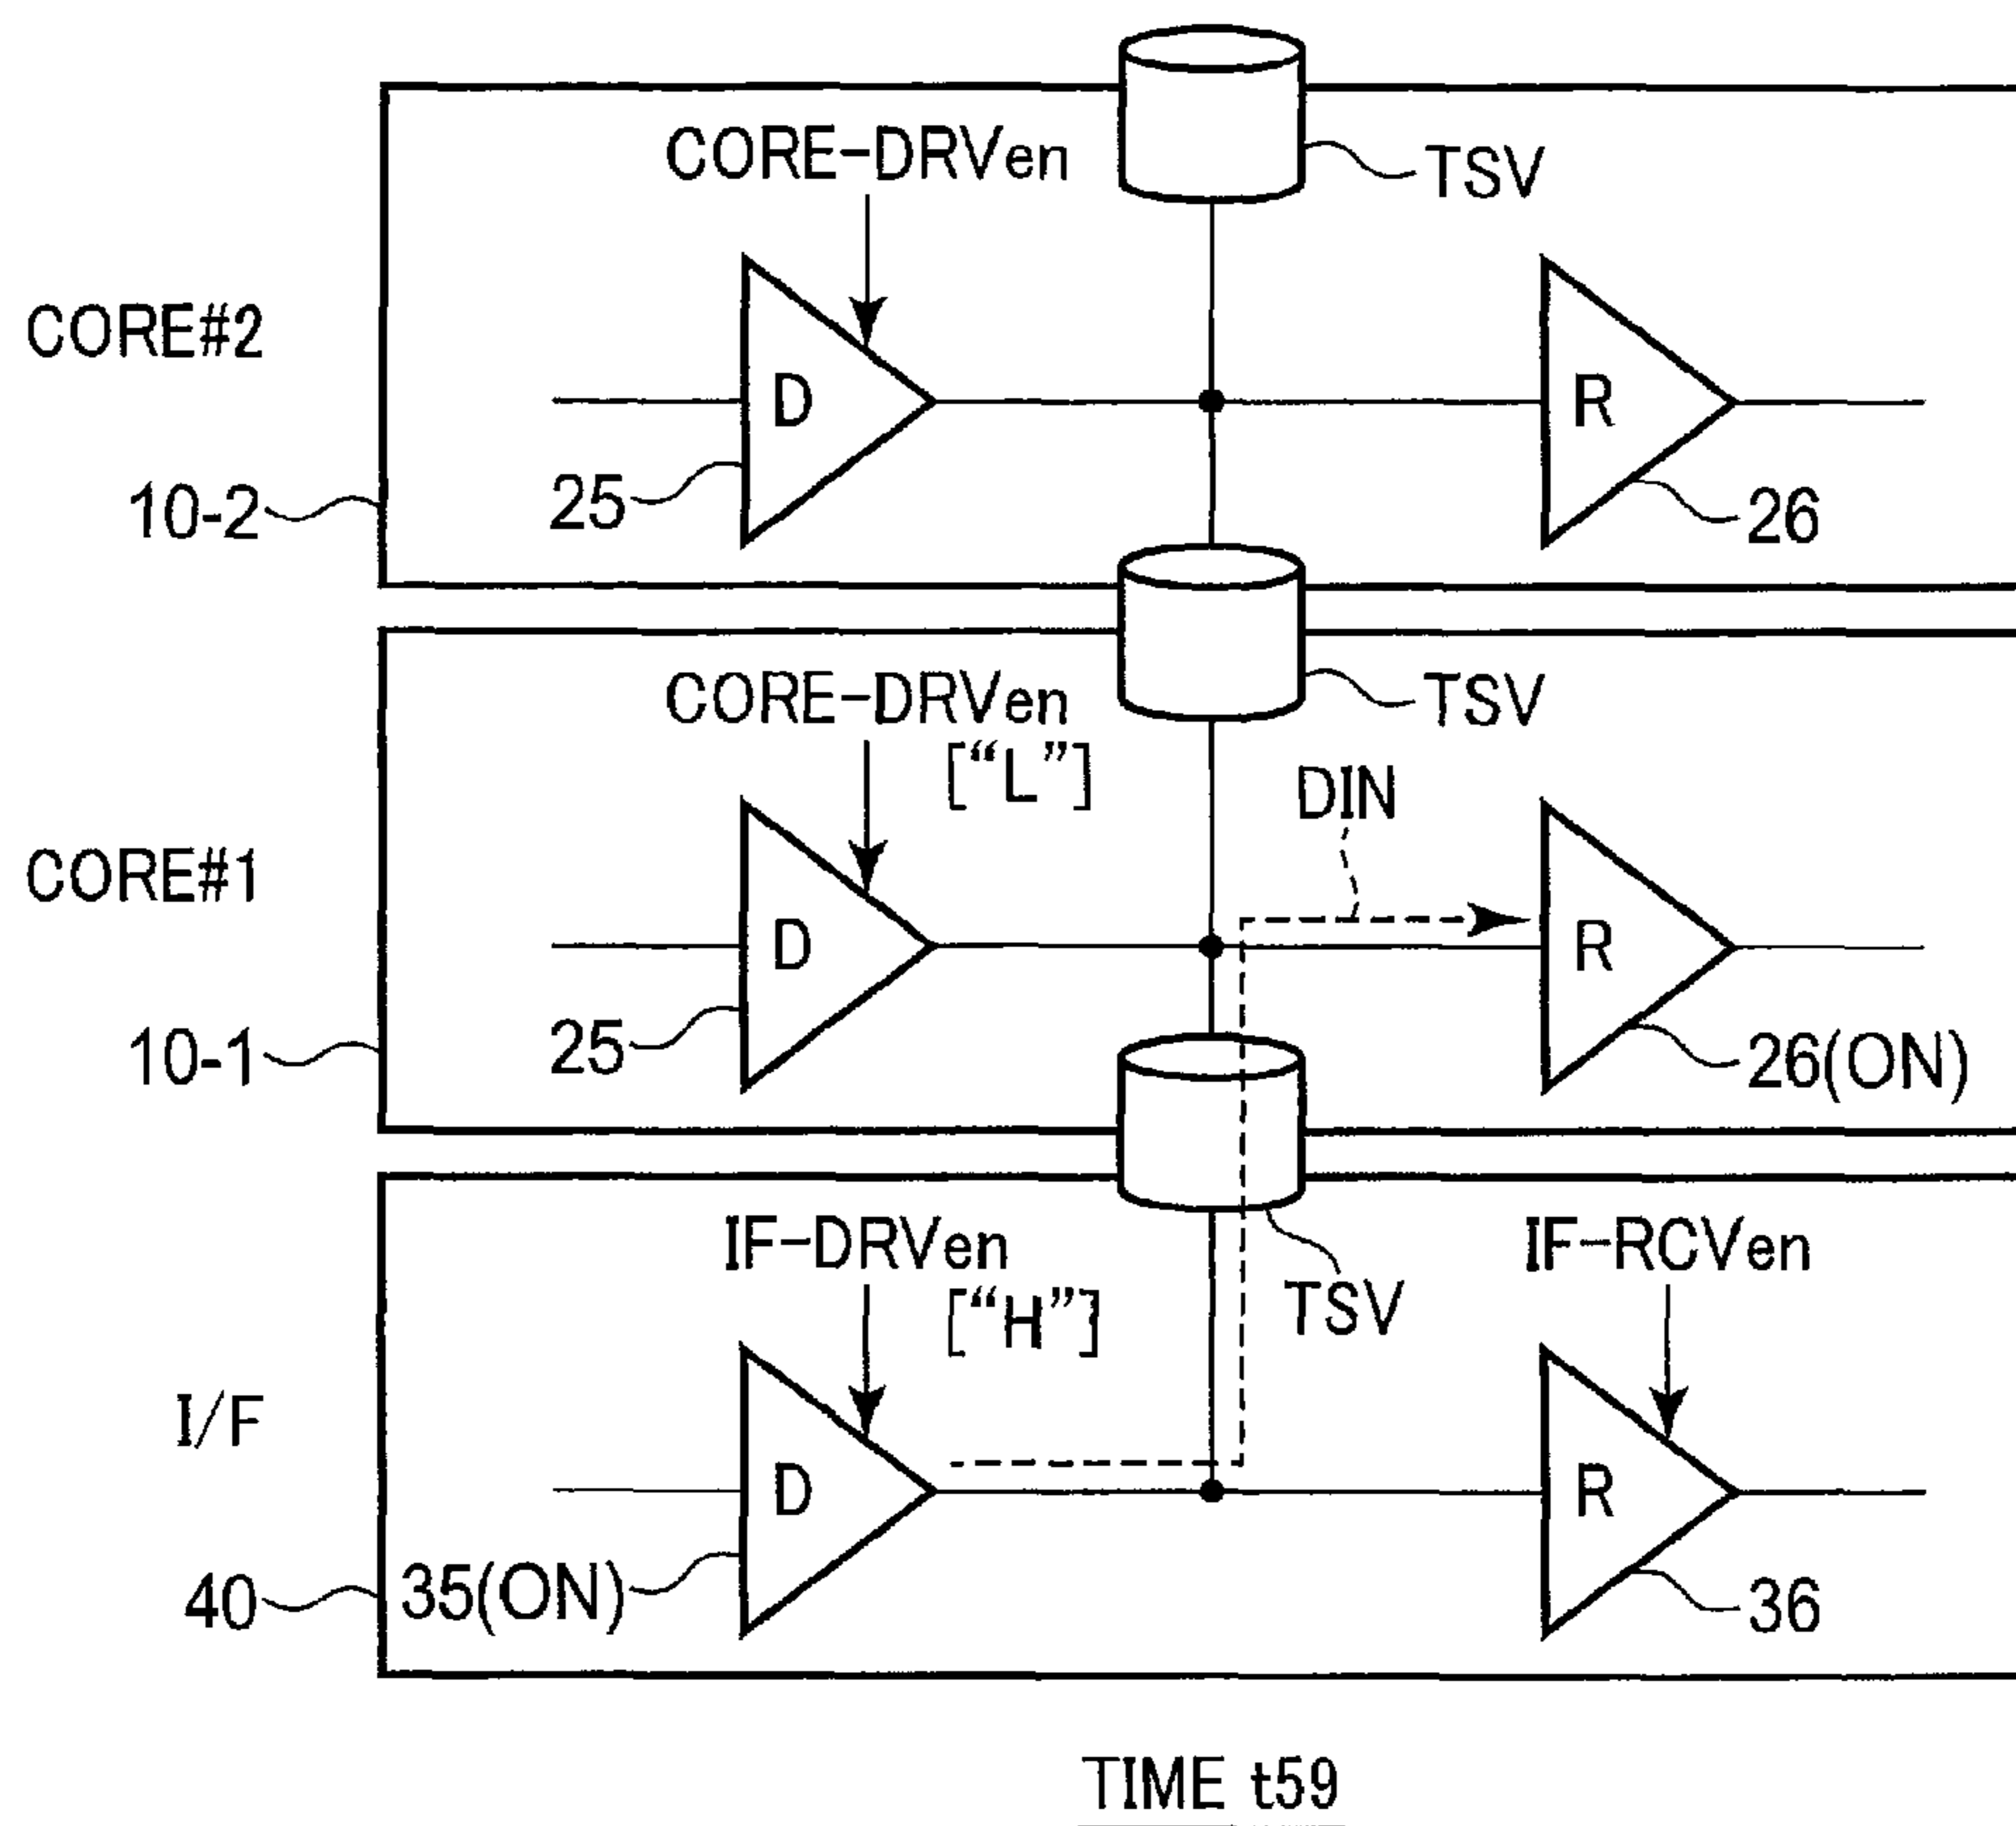 CORE-DRVen
TSV
CORE#2
D
R
25
26
10-2
CORE-DRVen
["L"]
TSV
DIN
CORE#1
D
R
25
26(ON)
10-1
IF-DRVen
["H"]
TSV
IF-RCVen
I/F
D
R
35(ON)
36
40
TIME t59